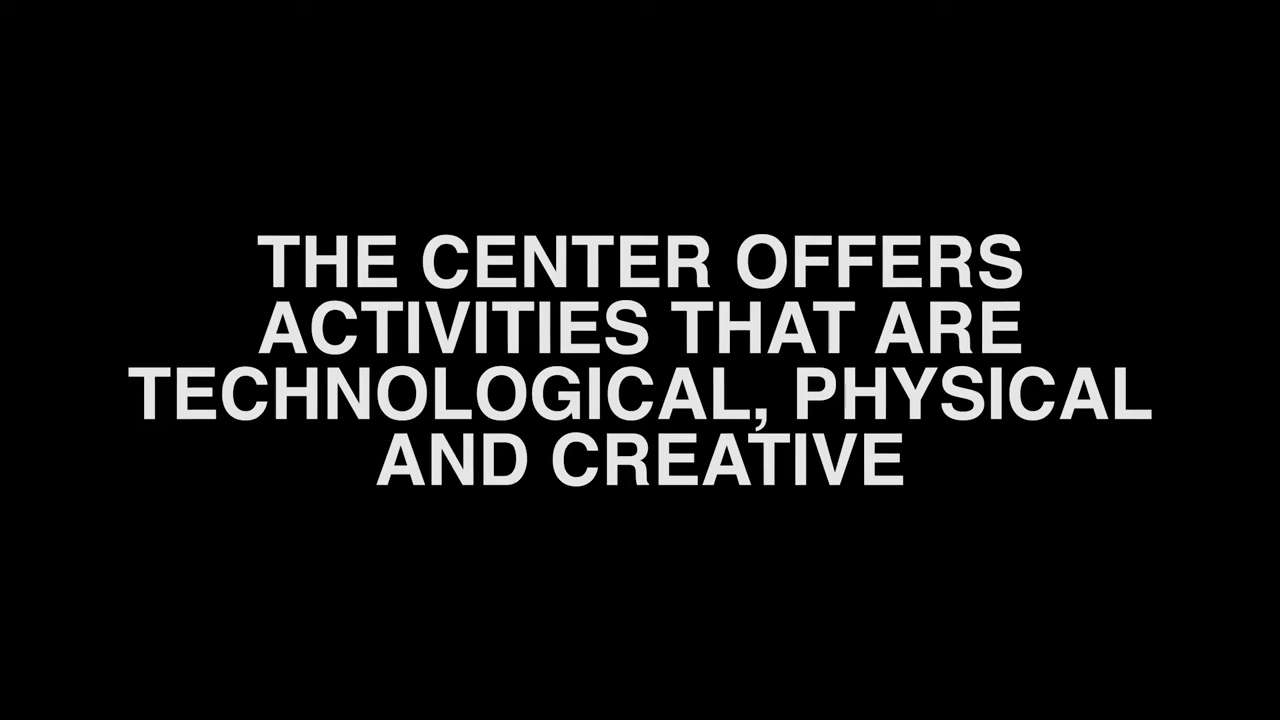 THE CENTER OFFERS
ACTIVITIES THAT ARE
TECHNOLOGICAL, PHYSICAL
AND CREATIVE